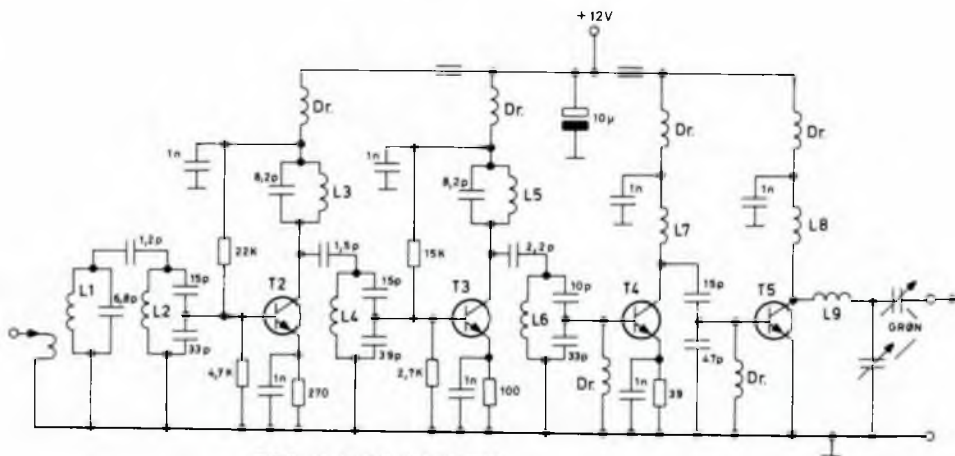 +12V
Dr.
Dr.
10µ
Dr.
Dr.
1n
1n
8,2p
L3
8,2p
L5
1n
L7
1n
L8
1,2p
22K
1,5p
15K
2,2p
L1
6,8p
L2
15p
T2
L4
15p
T3
L6
10p
T4
15p
T5
L9
GRØN
33p
4,7K
1n
270
39p
2,7K
1n
100
33p
Dr.
1n
39
47p
Dr.